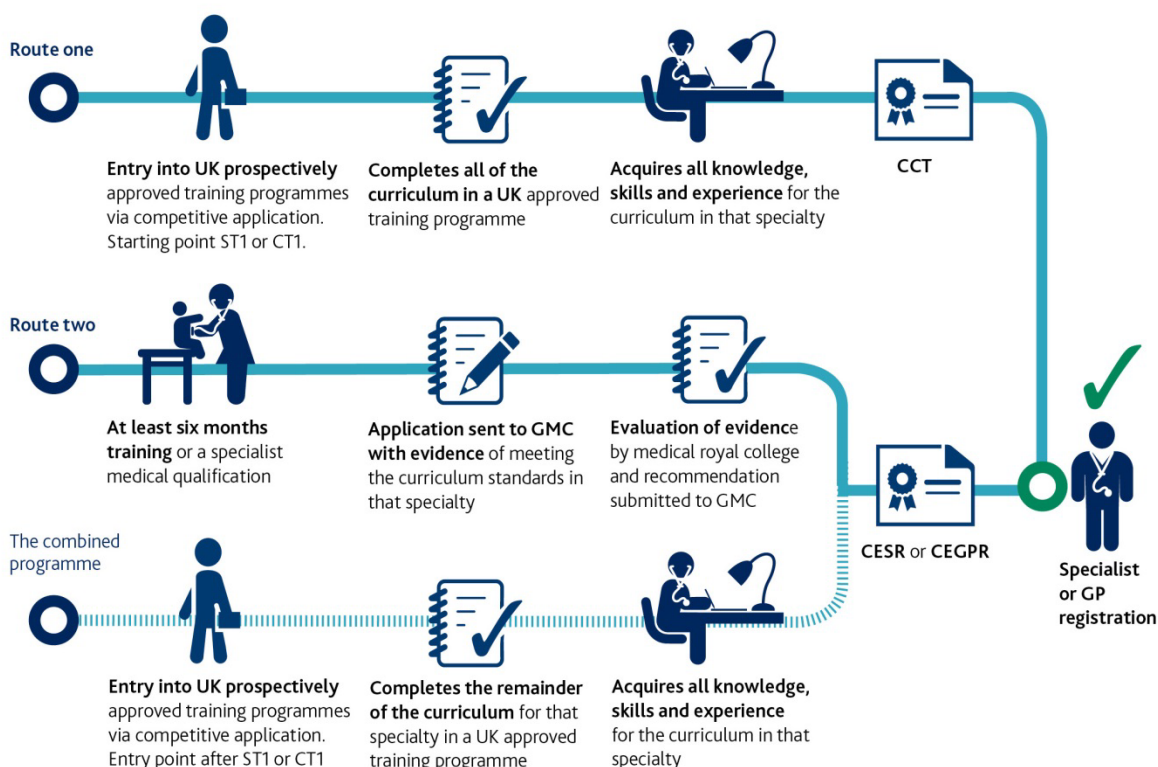 Route one
Entry into UK prospectively
approved training programmes
via competitive application.
Starting point ST1 or CT1.
Completes all of the
curriculum in a UK approved
training programme
Acquires all knowledge,
skills and experience for the
curriculum in that specialty
CCT
Route two
At least six months
training or a specialist
medical qualification
Application sent to GMC
with evidence of meeting
the curriculum standards in
that specialty
Evaluation of evidence
by medical royal college
and recommendation
submitted to GMC
CESR or CEGPR
Specialist
or GP
registration
The combined
programme
Entry into UK prospectively
approved training programmes
via competitive application.
Entry point after ST1 or CT1
Completes the remainder
of the curriculum for that
specialty in a UK approved
training programme
Acquires all knowledge,
skills and experience
for the curriculum in that
specialty